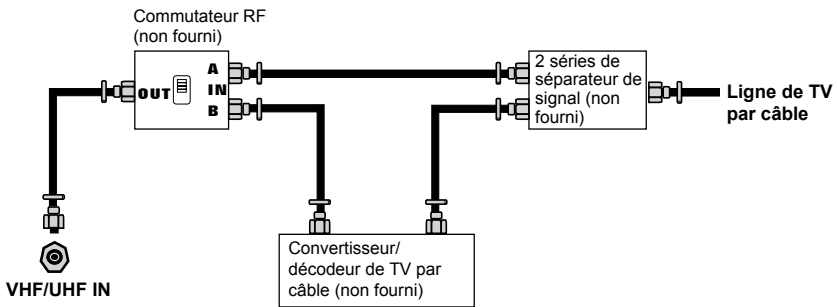 Commutateur RF
(non fourni)
OUT
A
IN
B
2 séries de
séparateur de
signal (non
fourni)
Ligne de TV
par câble
Convertisseur/
décodeur de TV par
câble (non fourni)
VHF/UHF IN